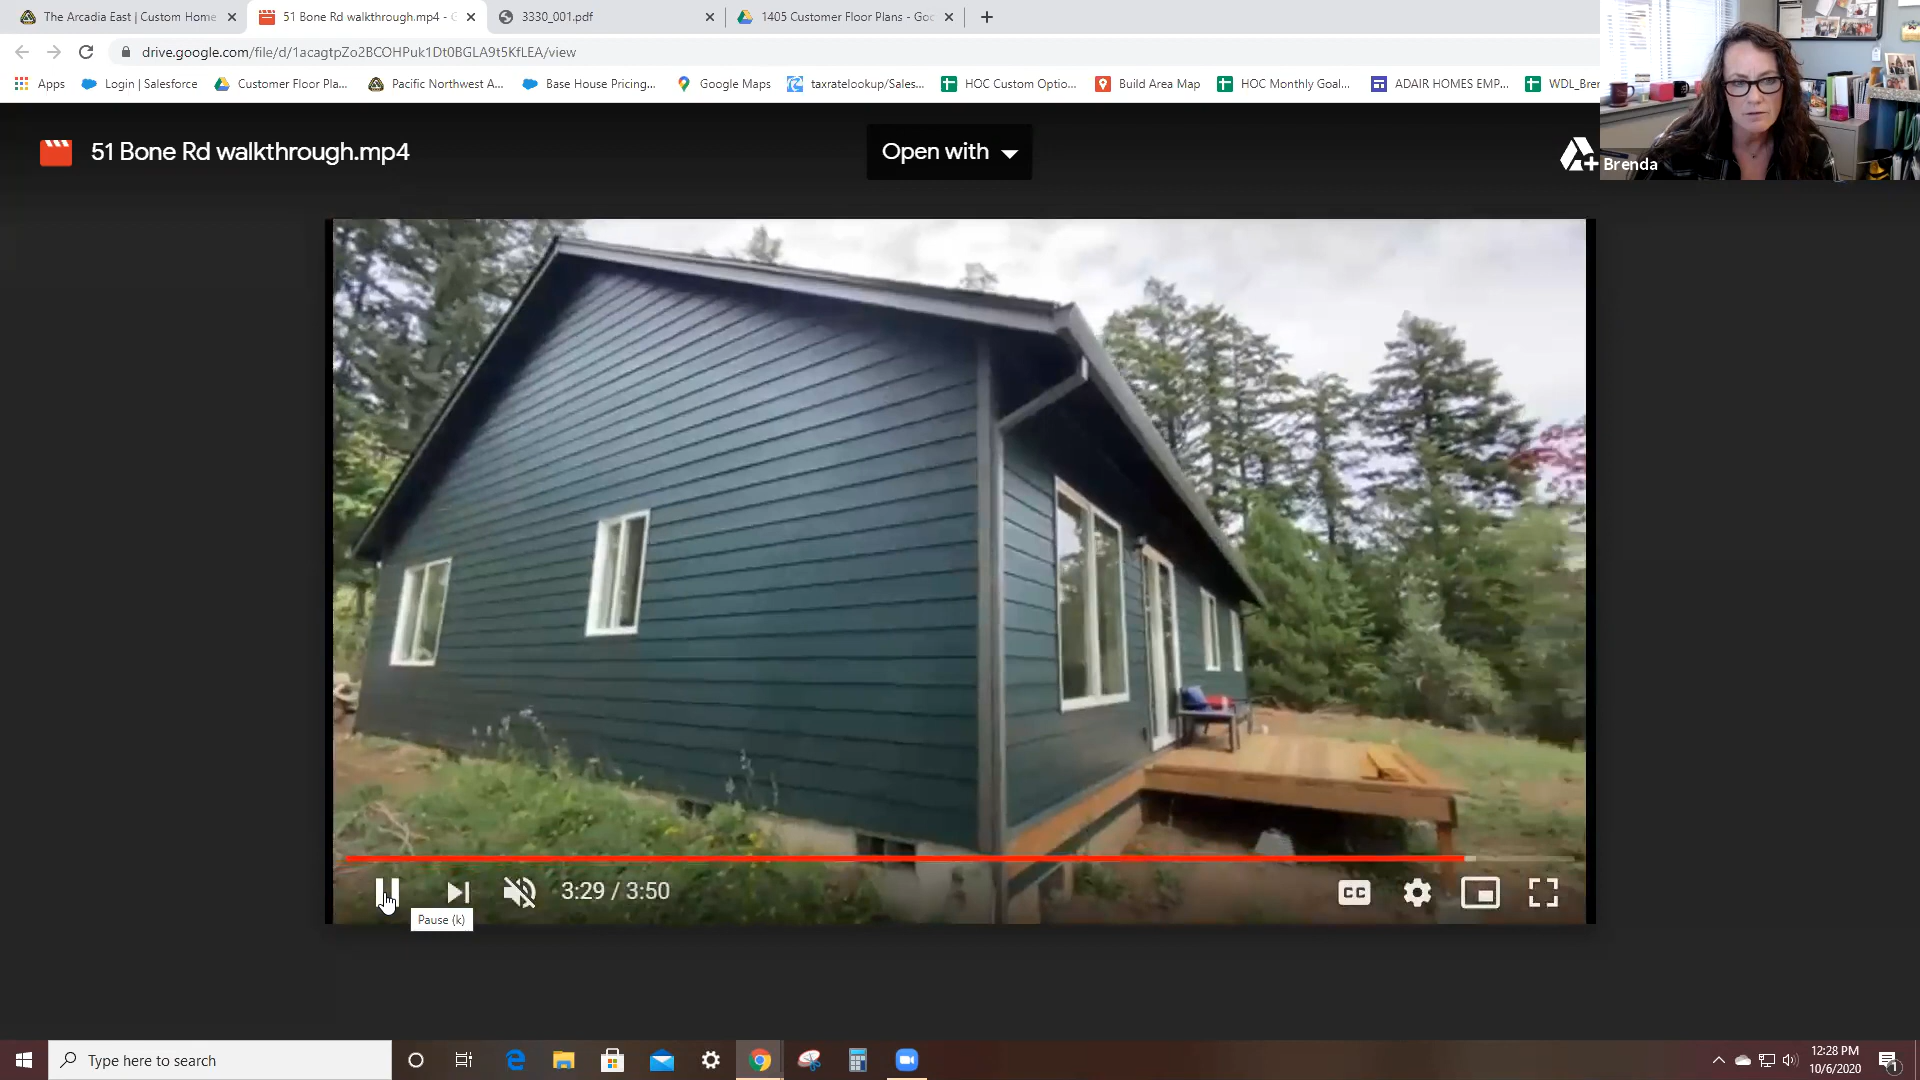 The Arcadia East | Custom Home
51 Bone Rd walkthrough.mp4 - G
3330_001.pdf
1405 Customer Floor Plans - Goo
drive.google.com/file/d/1acagtpZo2BCOHPuk1Dt0BGLA9t5KfLEA/view
Apps
Login | Salesforce
Customer Floor Pla...
Pacific Northwest A...
Base House Pricing...
Google Maps
taxratelookup/Sales...
HOC Custom Optio...
Build Area Map
HOC Monthly Goal...
ADAIR HOMES EMP...
WDL_Bren
51 Bone Rd walkthrough.mp4
Open with
Brenda
3:29 / 3:50
CC
Pause (k)
Type here to search
12:28 PM
10/6/2020
1